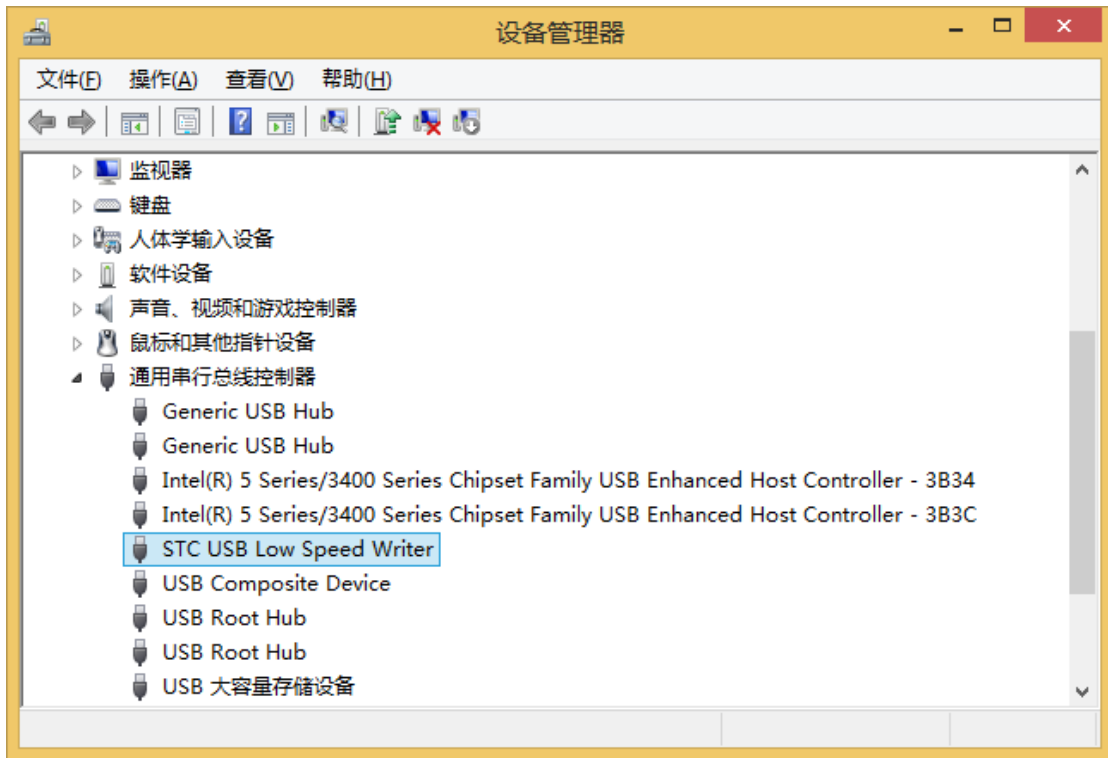 设备管理器
文件(F) 操作(A) 查看(V) 帮助(H)
监视器
键盘
人体学输入设备
软件设备
声音、视频和游戏控制器
鼠标和其他指针设备
通用串行总线控制器
Generic USB Hub
Generic USB Hub
Intel(R) 5 Series/3400 Series Chipset Family USB Enhanced Host Controller - 3B34
Intel(R) 5 Series/3400 Series Chipset Family USB Enhanced Host Controller - 3B3C
STC USB Low Speed Writer
USB Composite Device
USB Root Hub
USB Root Hub
USB 大容量存储设备